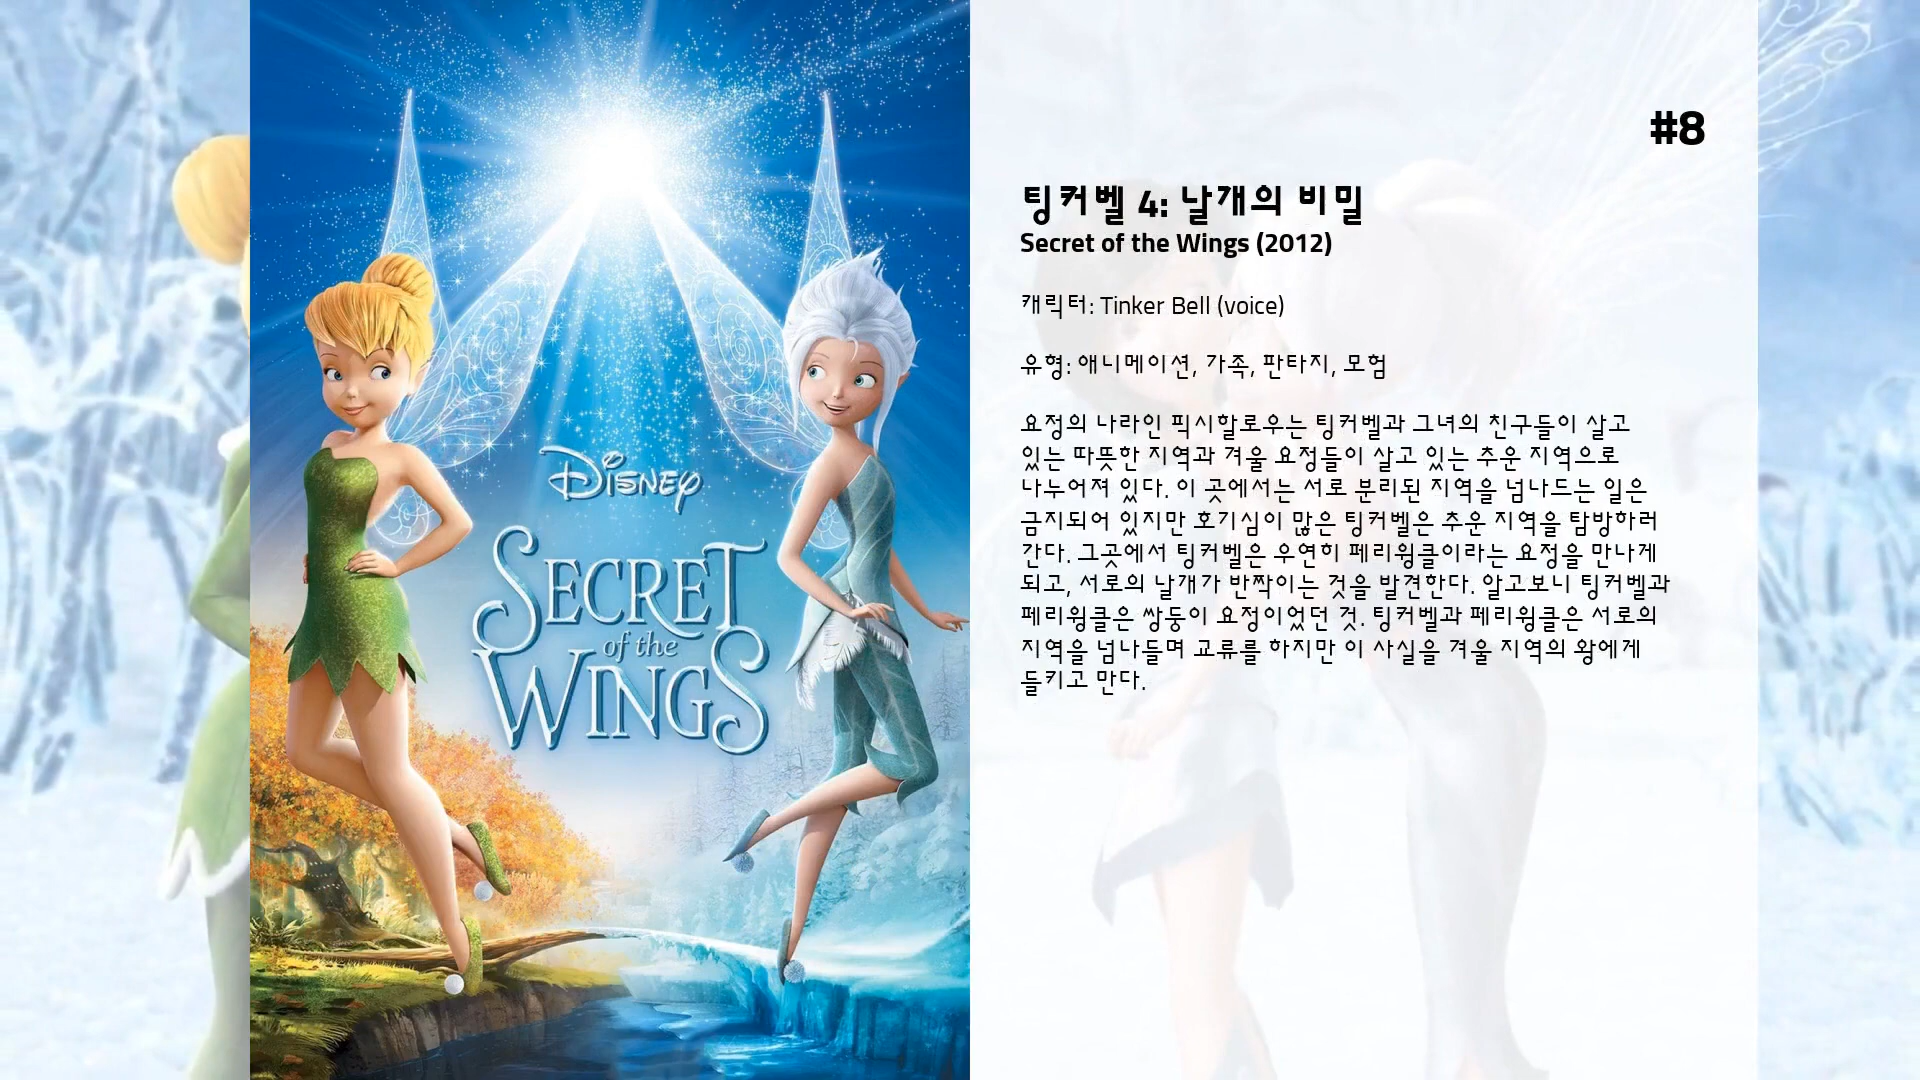 DISNEY
SECRET
of the
WINGS
#8
팅커벨 4: 날개의 비밀
Secret of the Wings (2012)
캐릭터: Tinker Bell (voice)
유형: 애니메이션, 가족, 판타지, 모험
요정의 나라인 픽시할로우는 팅커벨과 그녀의 친구들이 살고
있는 따뜻한 지역과 겨울 요정들이 살고 있는 추운 지역으로
나누어져 있다. 이 곳에서는 서로 분리된 지역을 넘나드는 일은
금지되어 있지만 호기심이 많은 팅커벨은 추운 지역을 탐방하러
간다. 그곳에서 팅커벨은 우연히 페리윙클이라는 요정을 만나게
되고, 서로의 날개가 반짝이는 것을 발견한다. 알고보니 팅커벨과
페리윙클은 쌍둥이 요정이었던 것. 팅커벨과 페리윙클은 서로의
지역을 넘나들며 교류를 하지만 이 사실을 겨울 지역의 왕에게
들키고 만다.